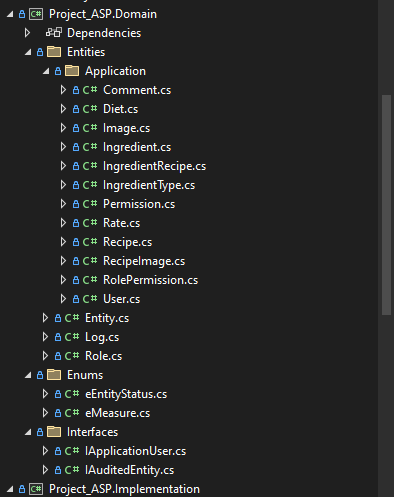 C# Project_ASP.Domain
Dependencies
Entities
Application
C# Comment.cs
C# Diet.cs
C# Image.cs
C# Ingredient.cs
C# IngredientRecipe.cs
C# IngredientType.cs
C# Permission.cs
C# Rate.cs
C# Recipe.cs
C# RecipeImage.cs
C# RolePermission.cs
C# User.cs
C# Entity.cs
C# Log.cs
C# Role.cs
Enums
C# eEntityStatus.cs
C# eMeasure.cs
Interfaces
C# IApplicationUser.cs
C# IAuditedEntity.cs
C# Project_ASP.Implementation